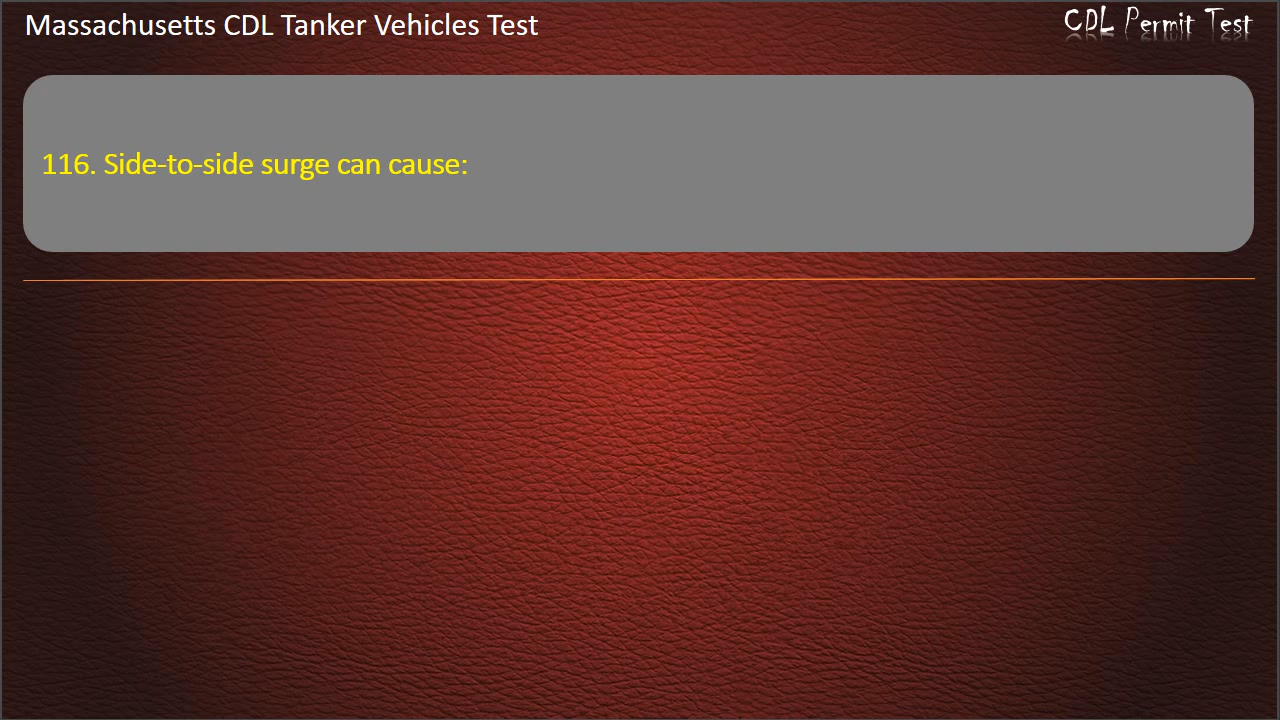 Massachusetts CDL Tanker Vehicles Test
CDL Permit Test
116. Side-to-side surge can cause: